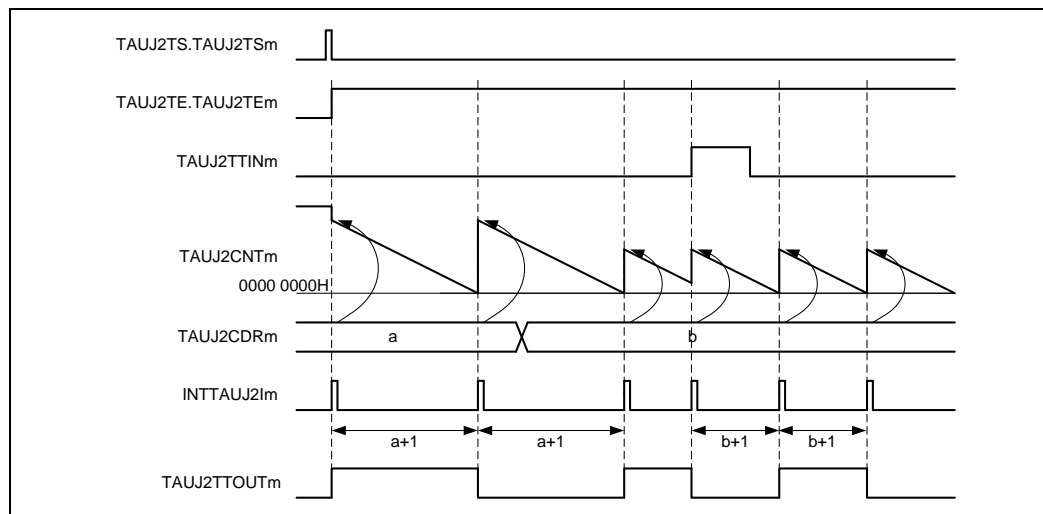 TAUJ2TS.TAUJ2TSm
TAUJ2TE.TAUJ2TEm
TAUJ2TTINm
TAUJ2CNTm
0000 0000H
TAUJ2CDRm
a
b
INTTAUJ2Im
a+1
a+1
b+1
b+1
TAUJ2TTOUTm